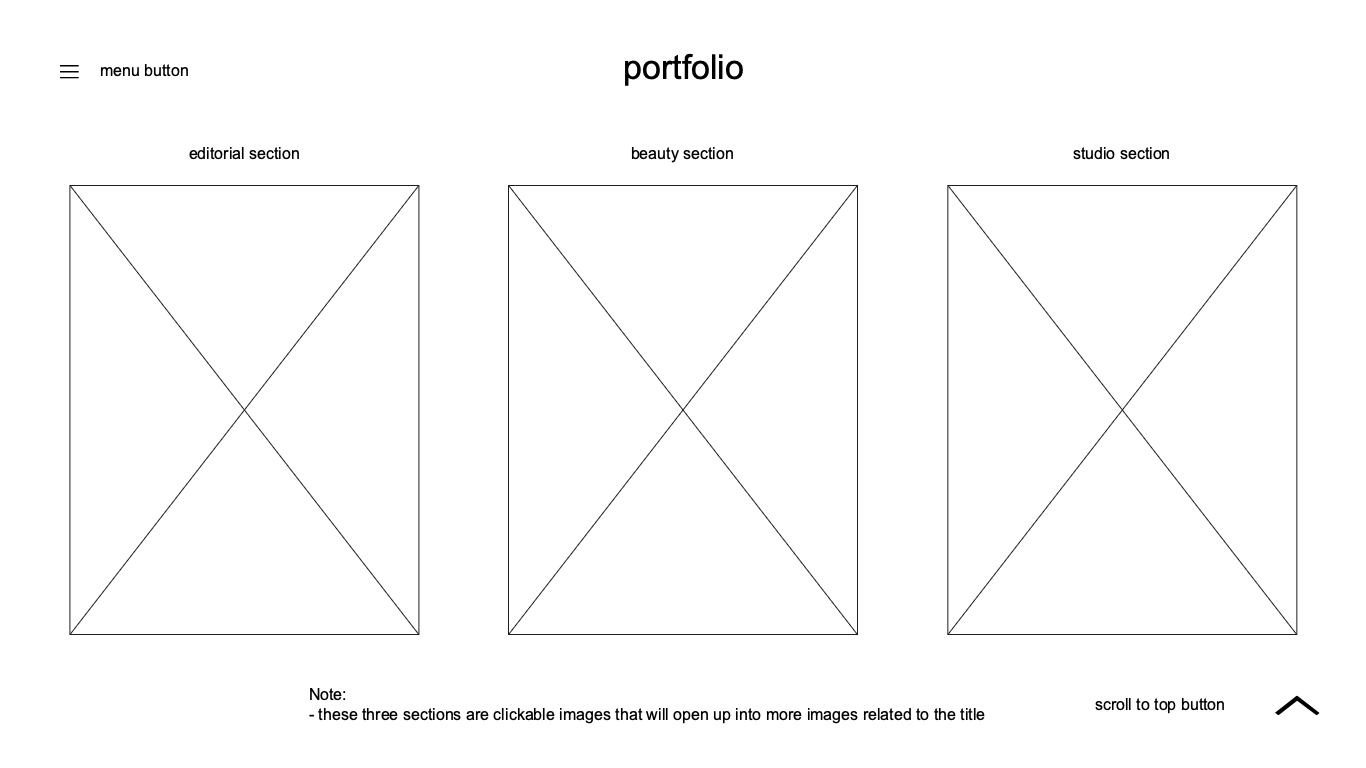 menu button
portfolio
editorial section
beauty section
studio section
Note:
- these three sections are clickable images that will open up into more images related to the title
scroll to top button